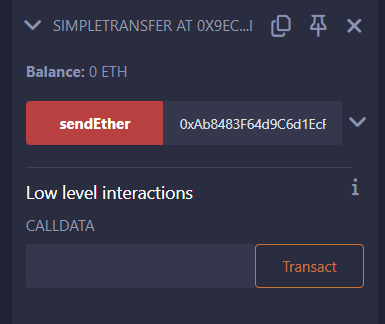 SIMPLETRANSFER AT 0X9EC...I
Balance: 0 ETH
sendEther
0xAb8483F64d9C6d1EcF
Low level interactions
i
CALLDATA
Transact